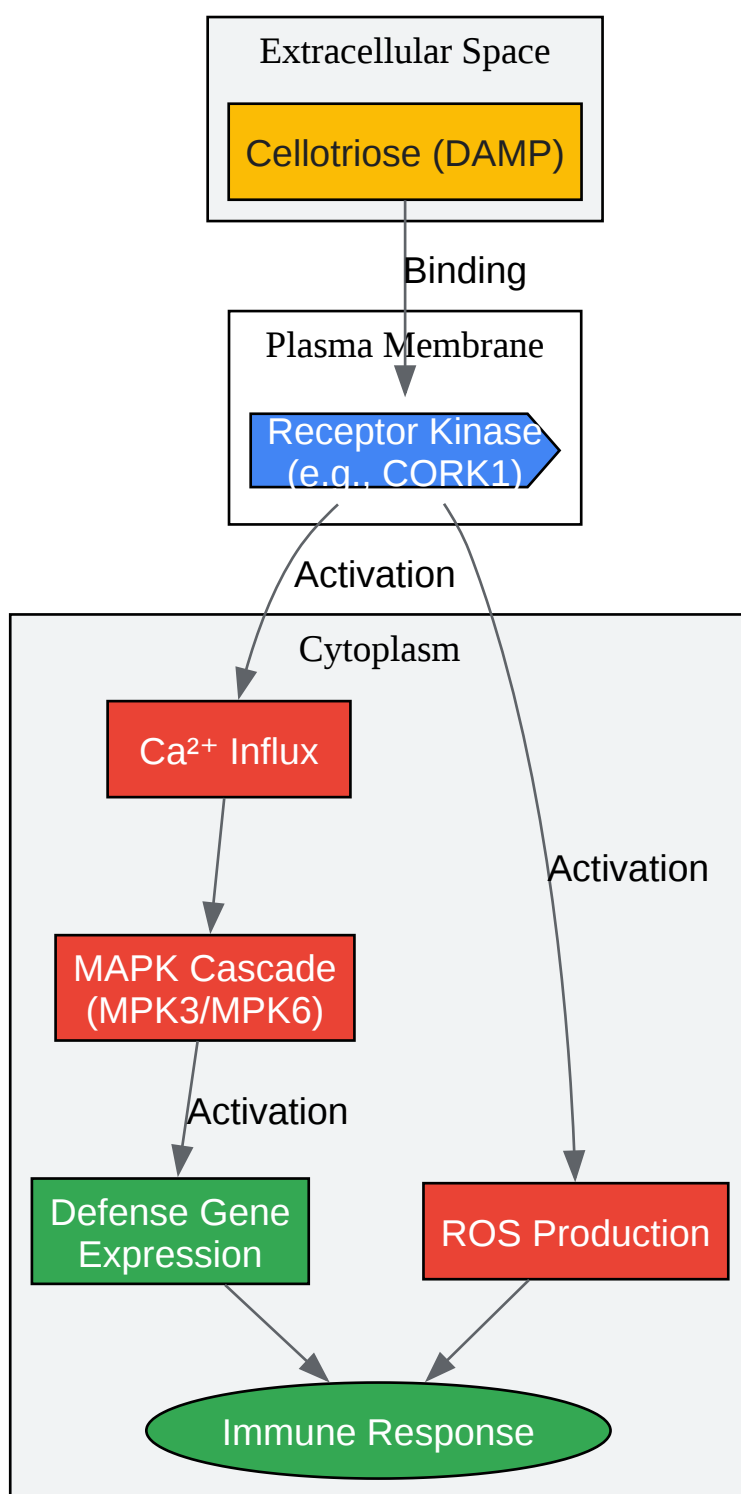 Extracellular Space
Cellotriose (DAMP)
Binding
Plasma Membrane
Receptor Kinase
(e.g., CORK1)
Activation
Cytoplasm
Ca²⁺ Influx
Activation
MAPK Cascade
(MPK3/MPK6)
Activation
Defense Gene
Expression
ROS Production
Immune Response